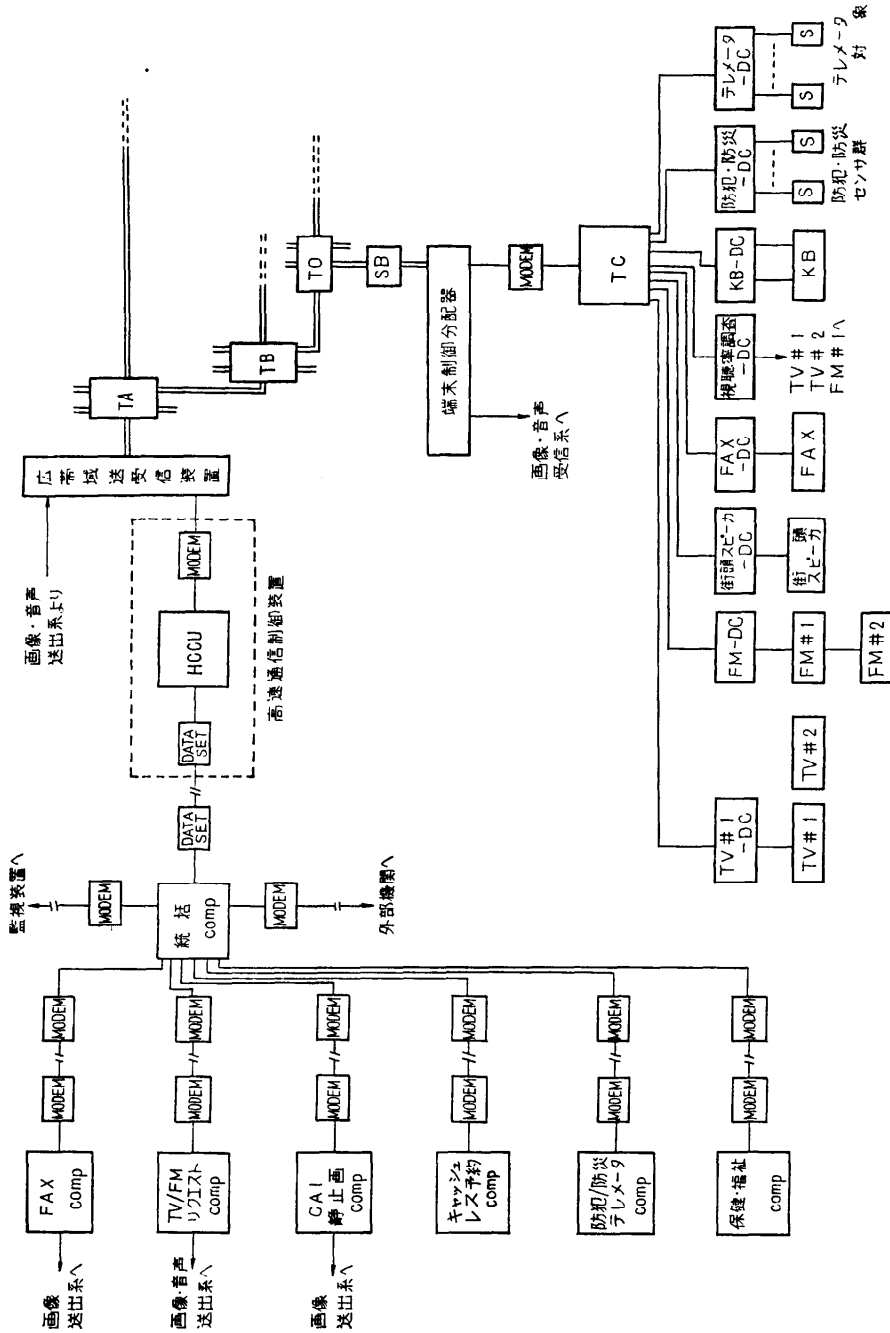 画像
送出系へ
FAX
comp
MODEM
MODEM
画像・音声
送出系へ
TV/FM
リクエスト
comp
MODEM
MODEM
画像
送出系へ
CAI
静止画
comp
MODEM
MODEM
キャッシュ
レス予約
comp
MODEM
MODEM
防犯/防災
テレメータ
comp
MODEM
MODEM
保健・福祉
comp
MODEM
MODEM
監視装置へ
MODEM
統括
comp
MODEM
外部機関へ
DATA
SET
DATA
SET
HCCU
MODEM
高速通信制御装置
画像・音声
送出系より
広帯域送受信装置
TA
TB
TO
SB
端末制御分配器
画像・音声
受信系へ
MODEM
TC
TV#1
-DC
TV#1
TV#2
FM-DC
FM#1
FM#2
街頭スピーカ
-DC
街頭
スピーカ
FAX
-DC
FAX
視聴率調査
-DC
TV#1
TV#2
FM#1へ
KB-DC
KB
防犯・防災
-DC
S
S
防犯・防災
センサ群
テレメータ
-DC
S
S
テレメータ
対象